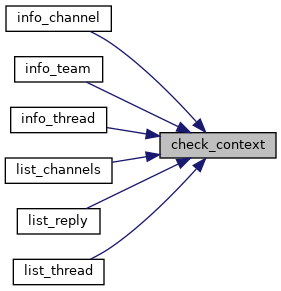 info_channel
info_team
info_thread
check_context
list_channels
list_reply
list_thread